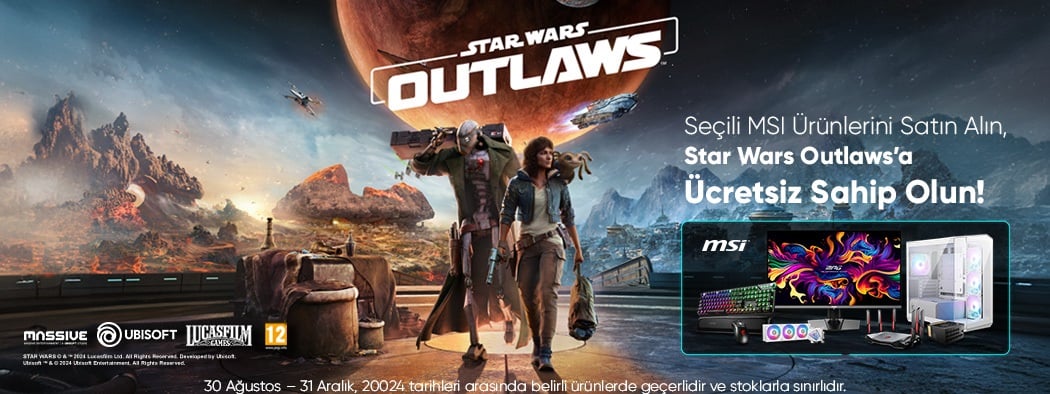 STAR WARS
OUTLAWS
Seçili MSI Ürünlerini Satın Alın,
Star Wars Outlaws’a
Ücretsiz Sahip Olun!
msi
MASSIVE
UBISOFT
LUCASFILM
GAMES
12
STAR WARS © & ™ 2024 Lucasfilm Ltd. All Rights Reserved. Developed by Ubisoft.
Ubisoft ™ & © 2024 Ubisoft Entertainment. All Rights Reserved.
30 Ağustos – 31 Aralık, 20024 tarihleri arasında belirli ürünlerde geçerlidir ve stoklarla sınırlıdır.